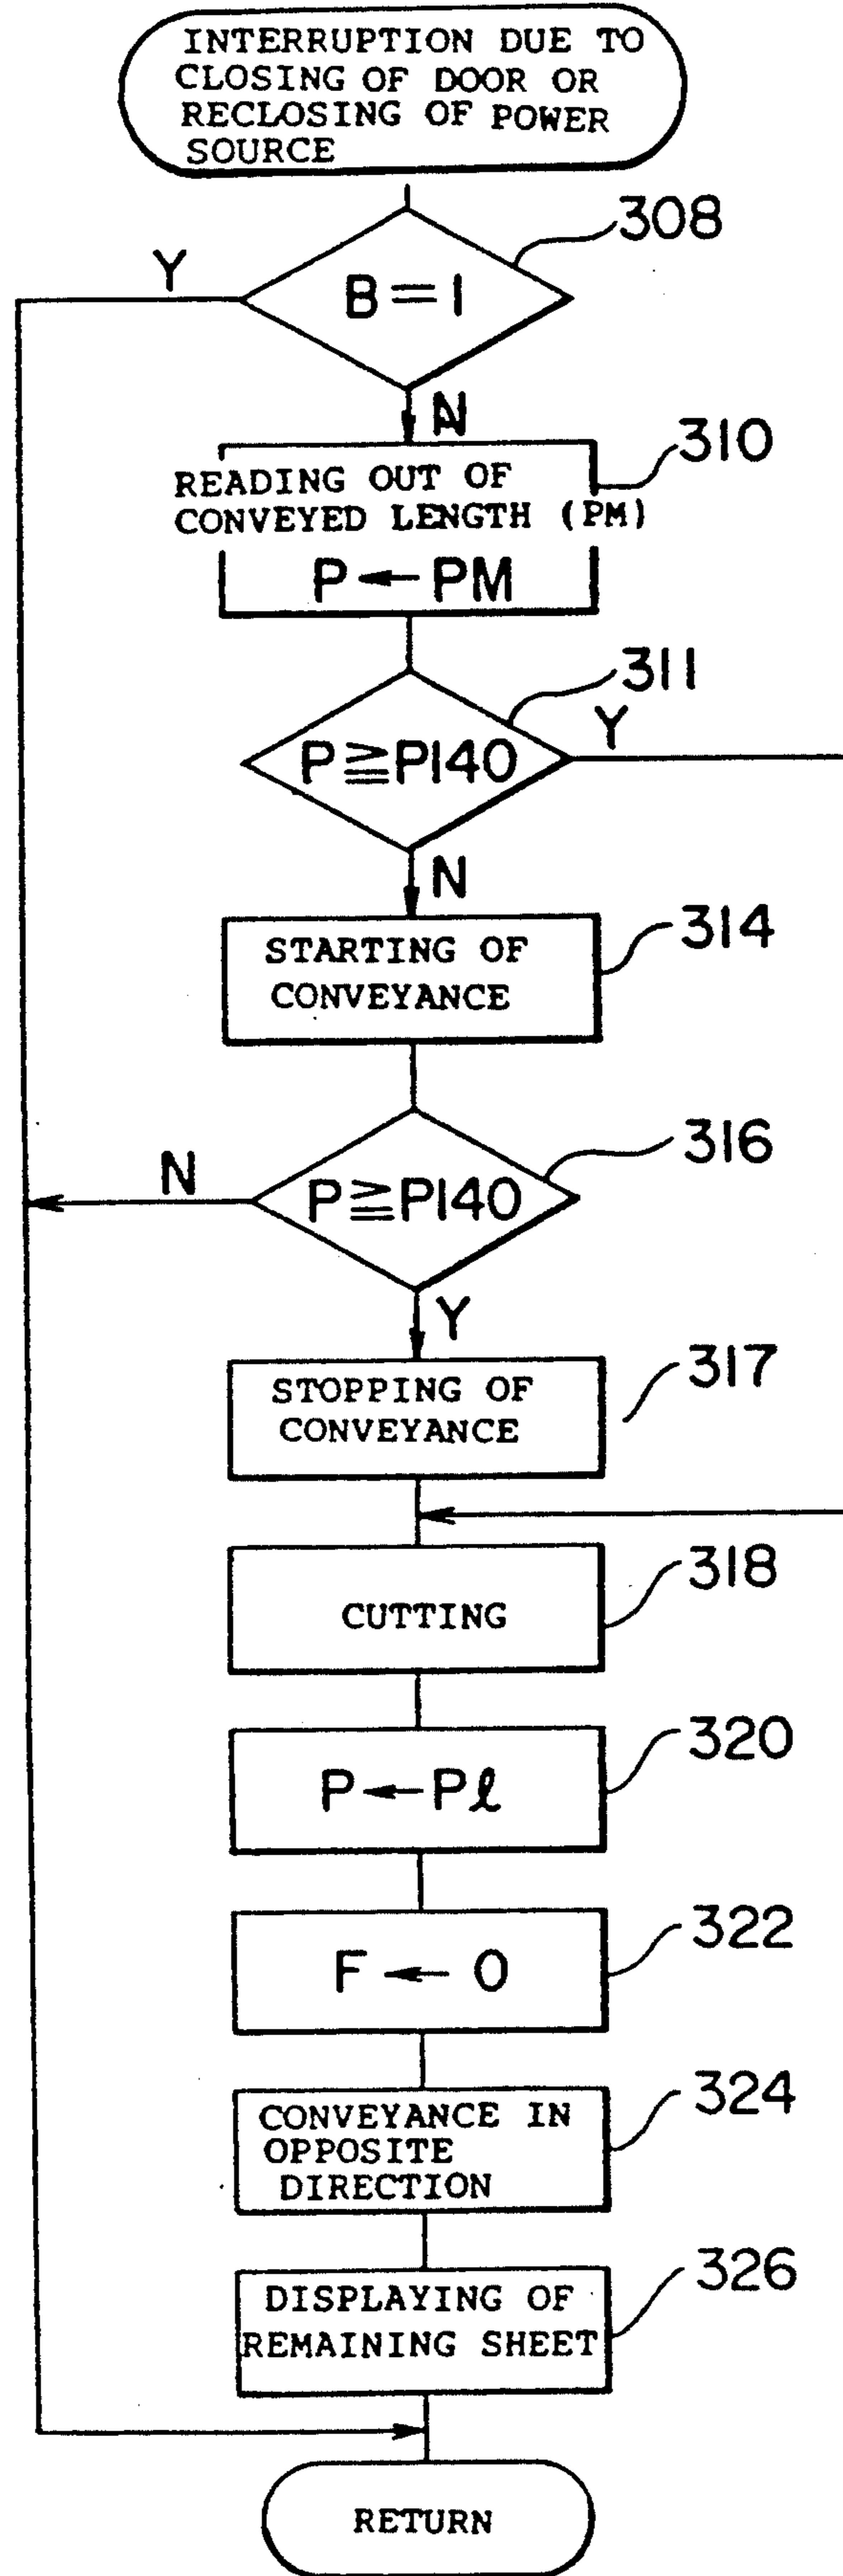 INTERRUPTION DUE TO
CLOSING OF DOOR OR
RECLOSING OF POWER
SOURCE
308
Y
B=1
N
310
READING OUT OF
CONVEYED LENGTH (PM)
P←PM
311
P≧P140
Y
N
314
STARTING OF
CONVEYANCE
316
N
P≧P140
Y
317
STOPPING OF
CONVEYANCE
318
CUTTING
320
P←Pℓ
322
F←0
324
CONVEYANCE IN
OPPOSITE
DIRECTION
326
DISPLAYING OF
REMAINING SHEET
RETURN